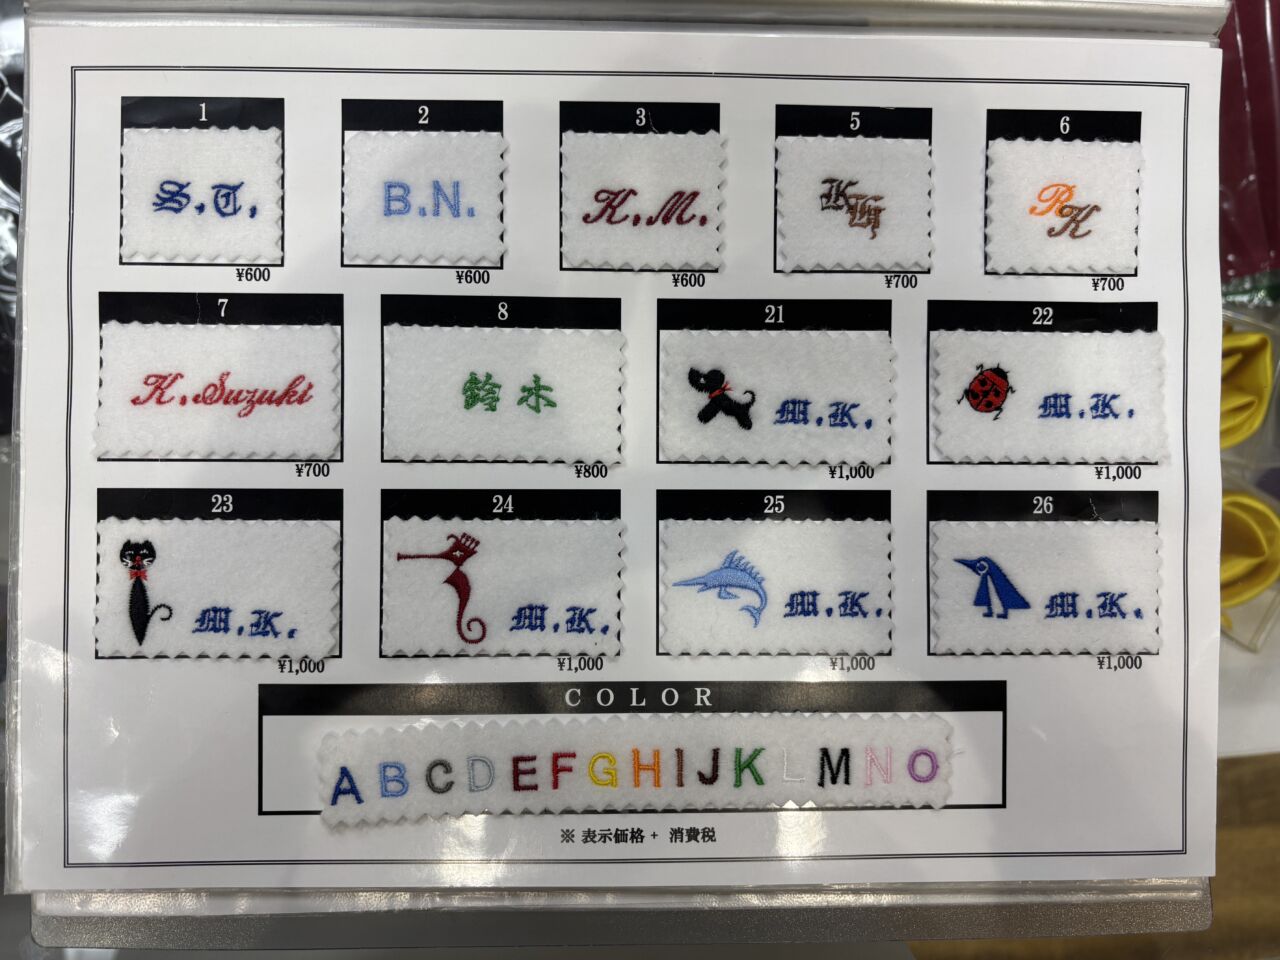 1
S.T.
¥600
2
B.N.
¥600
3
K.M.
¥600
5
KG
¥700
6
RK
¥700
7
K.Suzuki
¥700
8
鈴木
¥800
21
M.K.
¥1,000
22
M.K.
¥1,000
23
M.K.
¥1,000
24
M.K.
¥1,000
25
M.K.
¥1,000
26
M.K.
¥1,000
COLOR
ABCDEFGHIJKLMNO
※ 表示価格 + 消費税